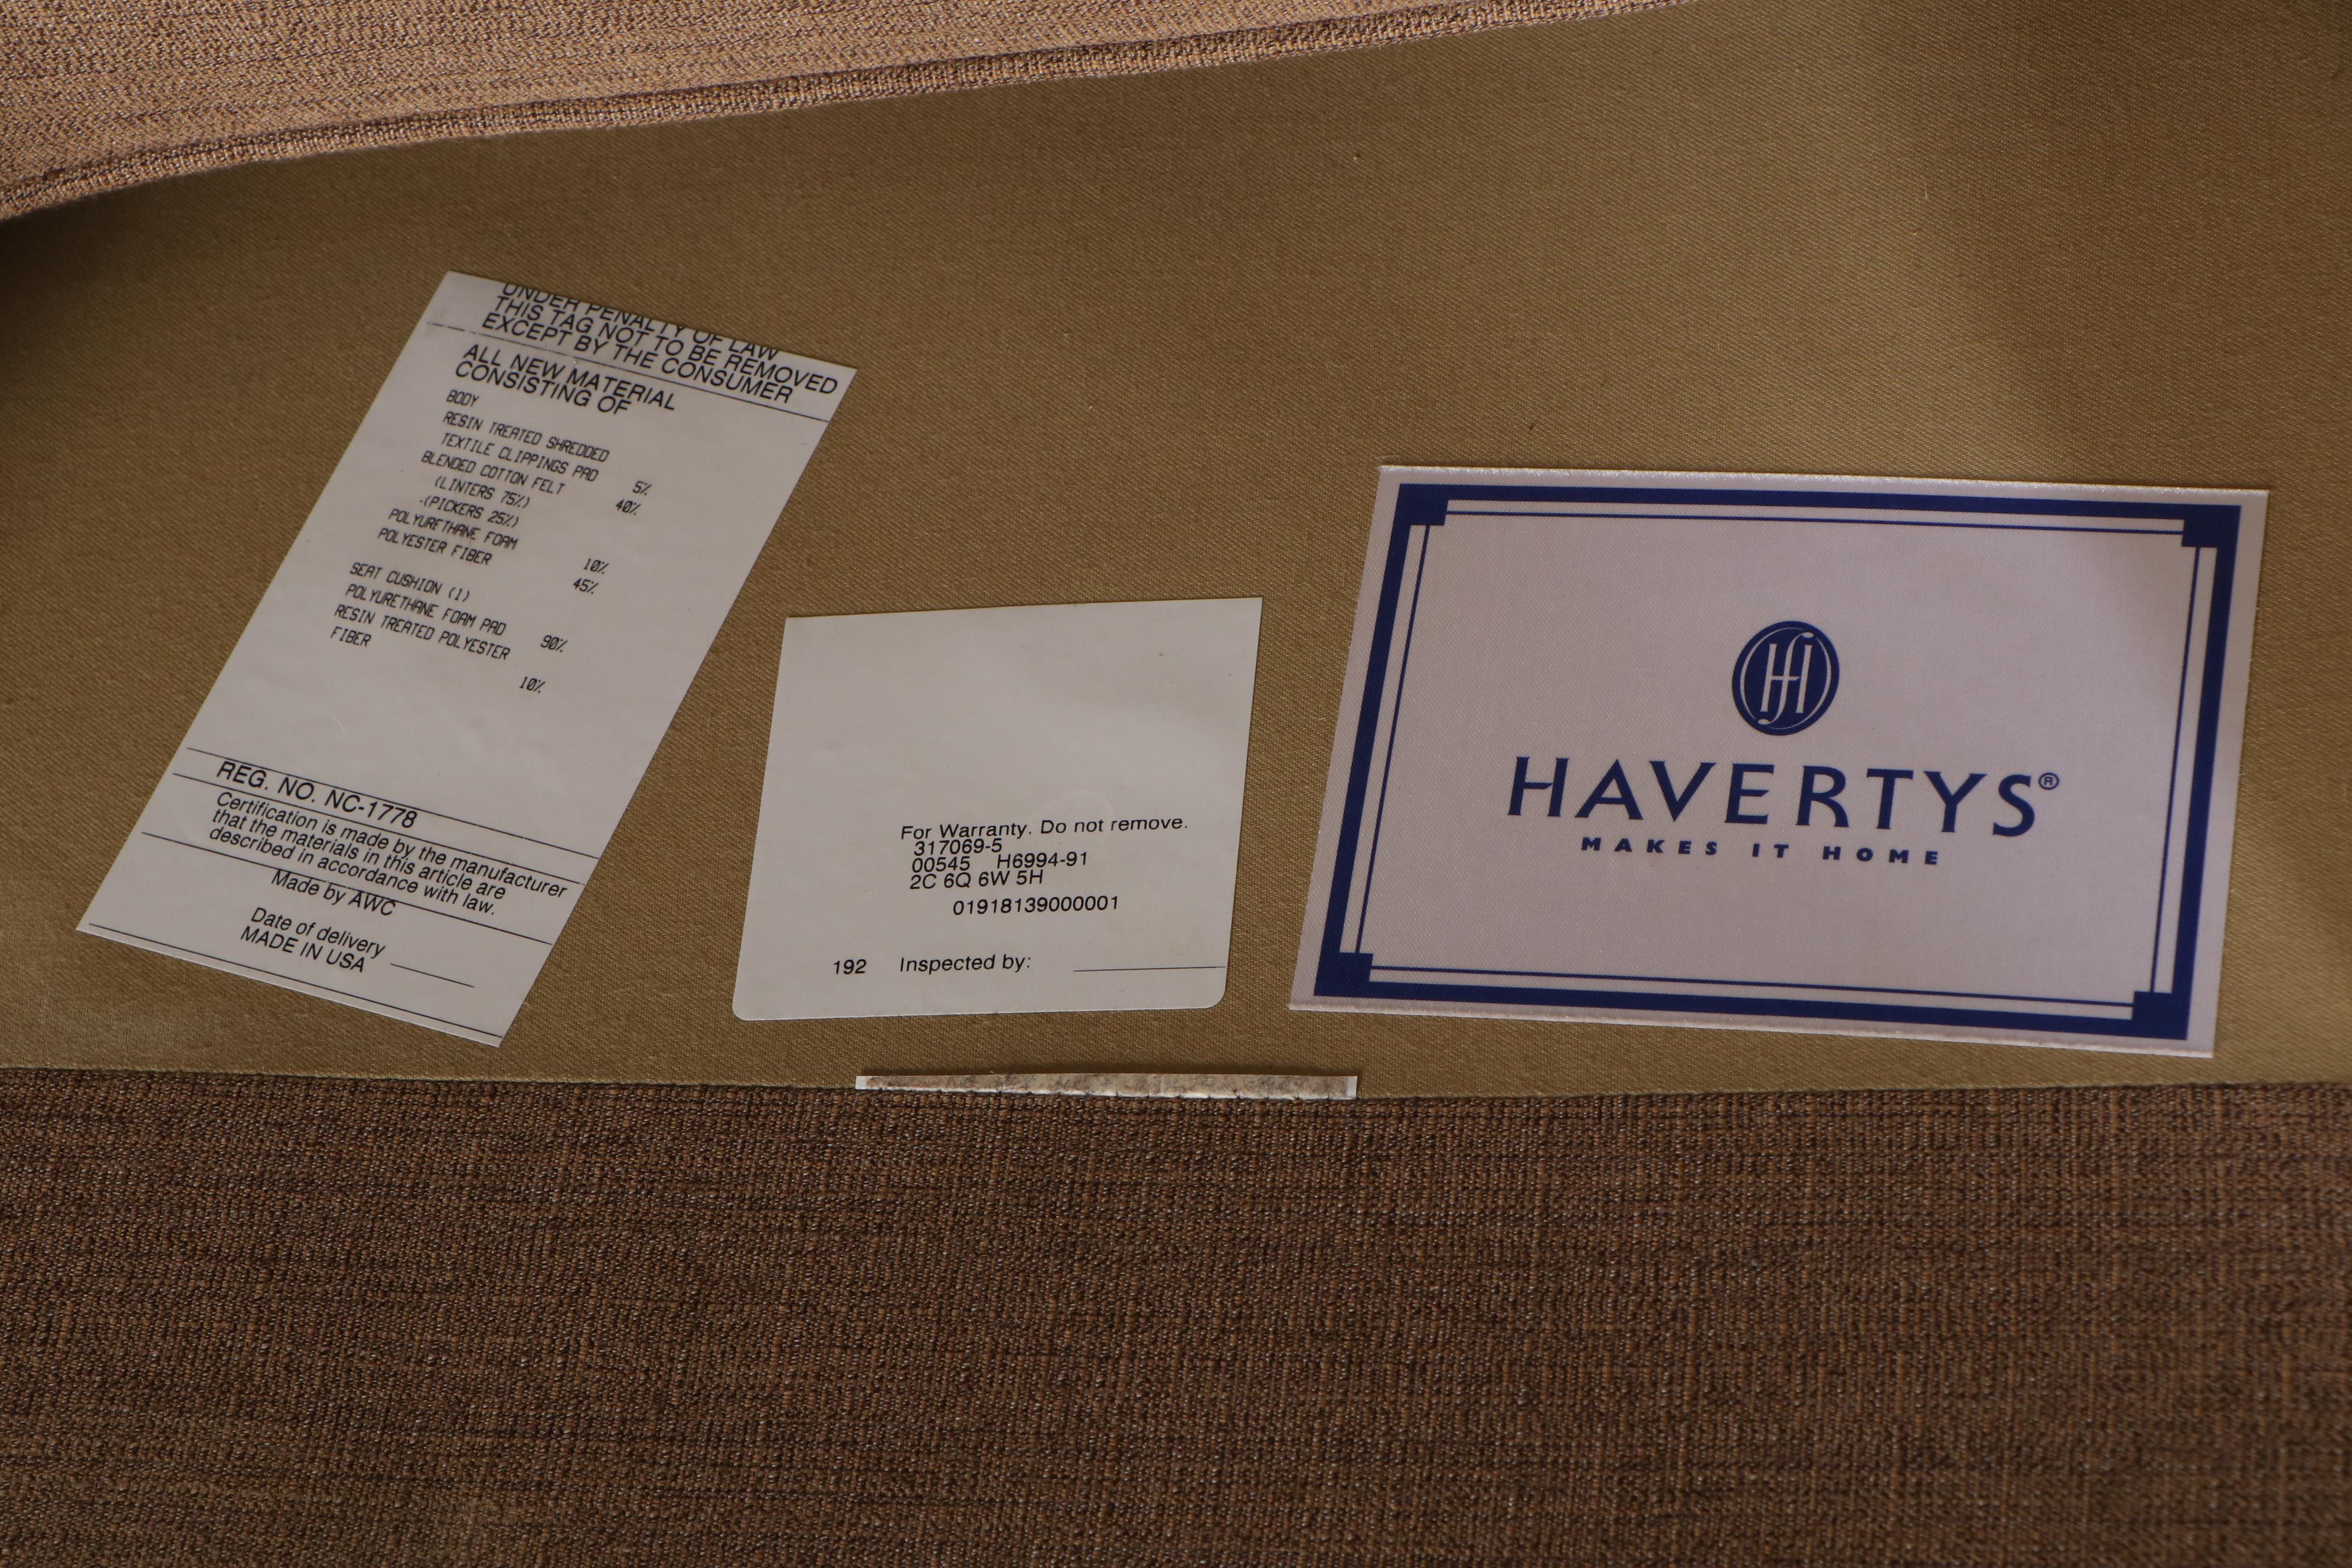 UNDER PENALTY OF LAW
THIS TAG NOT TO BE REMOVED
EXCEPT BY THE CONSUMER
ALL NEW MATERIAL
CONSISTING OF
BODY
RESIN TREATED SHREDDED
TEXTILE CLIPPINGS PAD 5%
BLENDED COTTON FELT 40%
(LINTERS 75%)
-(PICKERS 25%)
POLYURETHANE FOAM 10%
POLYESTER FIBER 45%
SEAT CUSHION (1)
POLYURETHANE FOAM PAD 90%
RESIN TREATED POLYESTER
FIBER 10%
REG. NO. NC-1778
Certification is made by the manufacturer
that the materials in this article are
described in accordance with law.
Made by AWC
Date of delivery
MADE IN USA
For Warranty. Do not remove.
317069-5
00545 H6994-91
2C 6Q 6W 5H
01918139000001
192 Inspected by:
HAVERTYS®
MAKES IT HOME